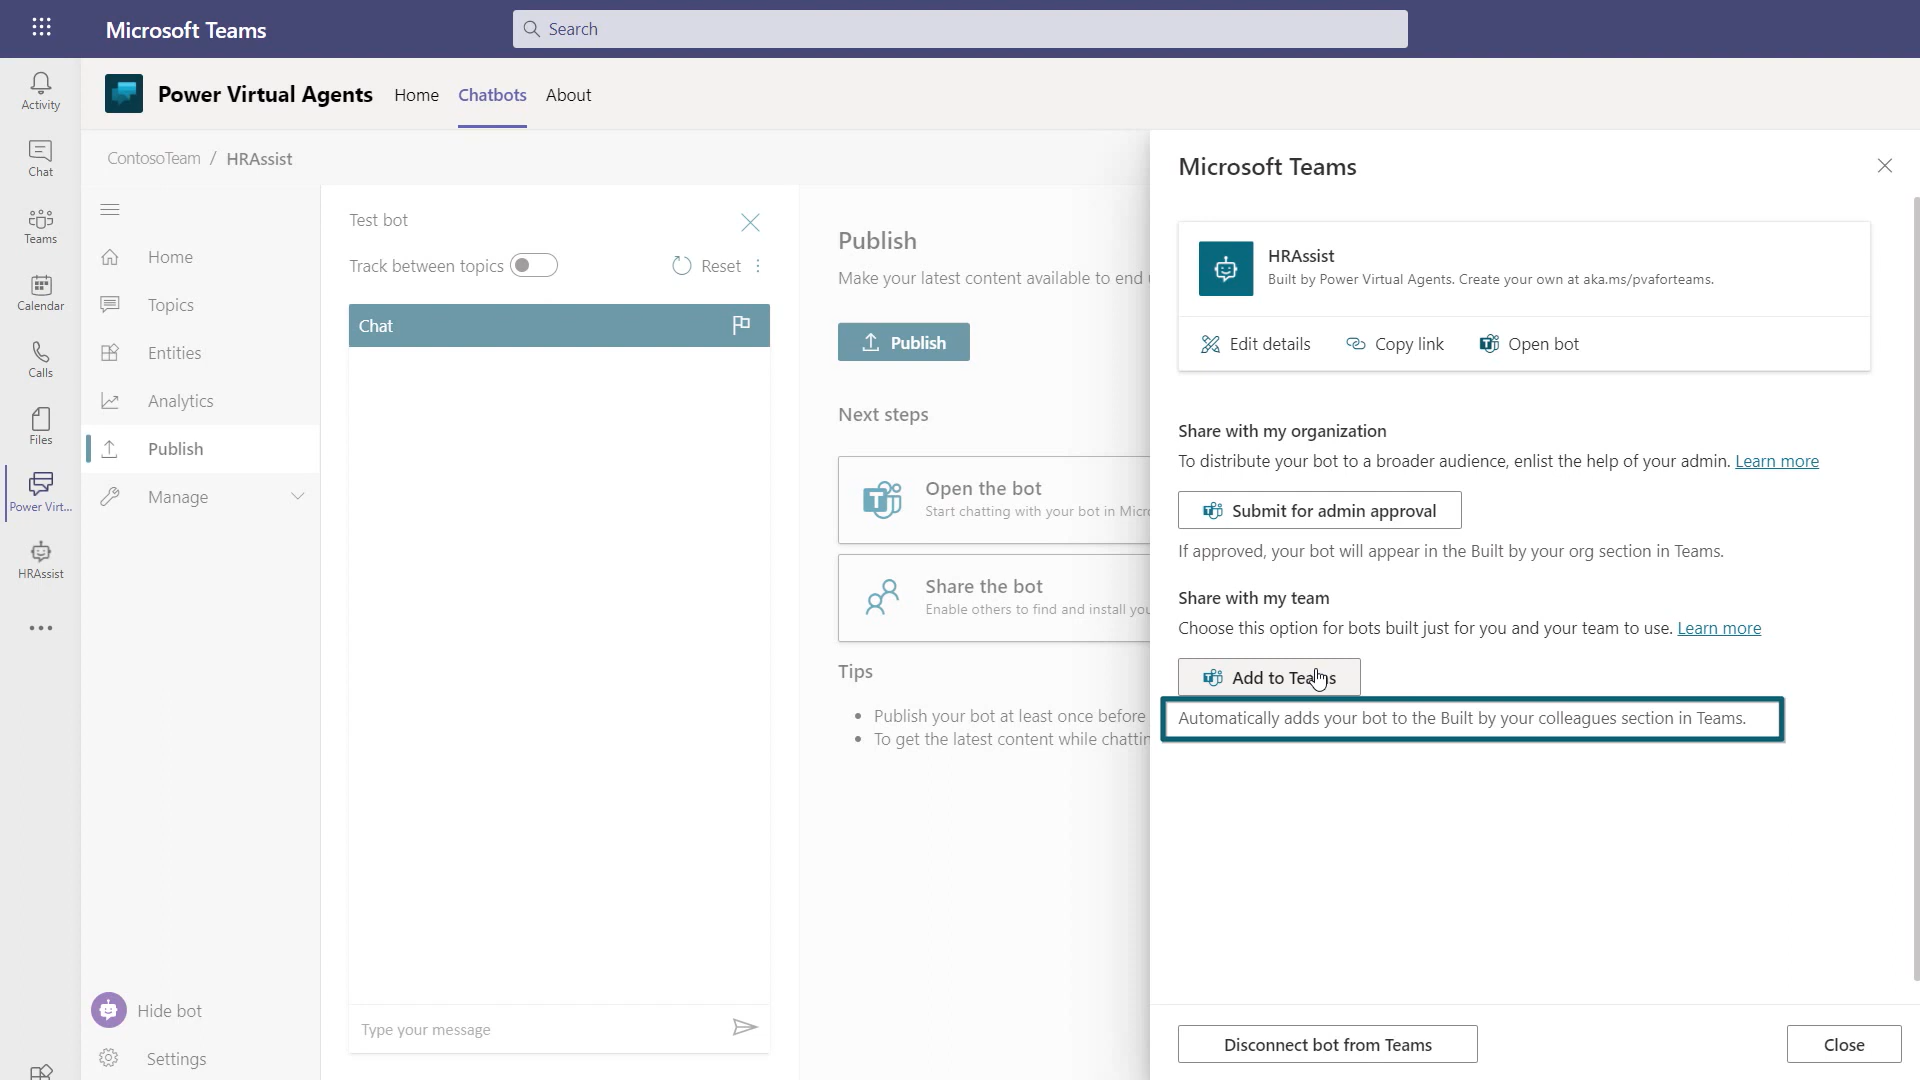 Microsoft Teams
Search
Activity
Chat
Teams
Calendar
Calls
Files
Power Virt...
HRAssist
Power Virtual Agents
Home
Chatbots
About
ContosoTeam / HRAssist
Home
Topics
Entities
Analytics
Publish
Manage
Hide bot
Settings
Test bot
Track between topics
Reset
Chat
Type your message
Publish
Make your latest content available to end
Publish
Next steps
Open the bot
Start chatting with your bot in Micr
Share the bot
Enable others to find and install you
Tips
• Publish your bot at least once before
• To get the latest content while chattin
Microsoft Teams
HRAssist
Built by Power Virtual Agents. Create your own at aka.ms/pvaforteams.
Edit details
Copy link
Open bot
Share with my organization
To distribute your bot to a broader audience, enlist the help of your admin. Learn more
Submit for admin approval
If approved, your bot will appear in the Built by your org section in Teams.
Share with my team
Choose this option for bots built just for you and your team to use. Learn more
Add to Teams
Automatically adds your bot to the Built by your colleagues section in Teams.
Disconnect bot from Teams
Close